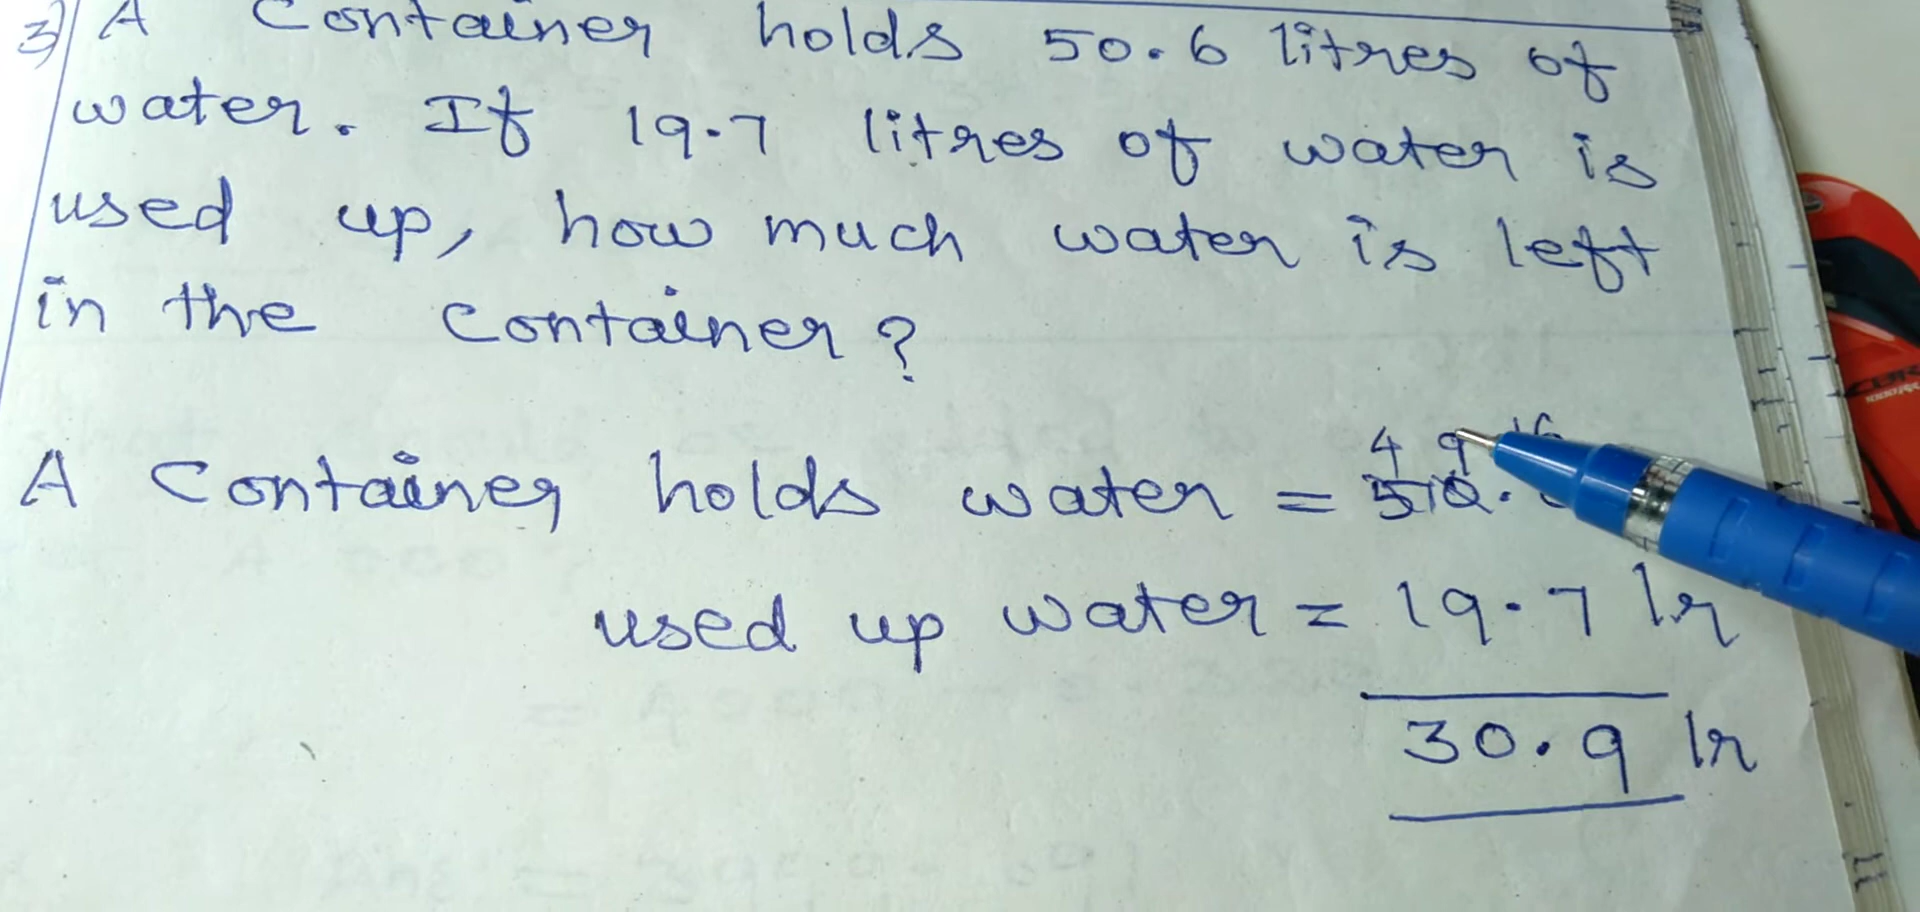 3) A Container holds 50.6 litres of
water. If 19.7 litres of water is
used up, how much water is left
in the container?
4 9 16
A Container holds water = 510.
used up water = 19.7 lr
30.9 lr